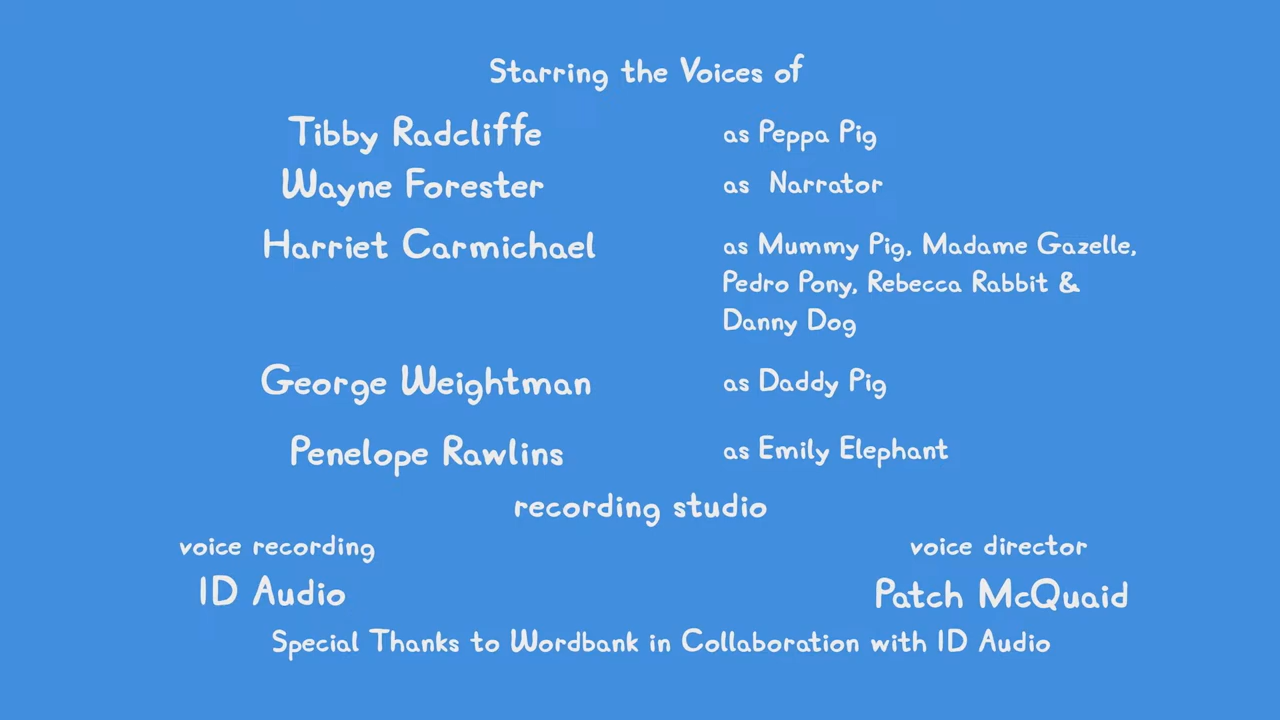 Starring the Voices of
Tibby Radcliffe as Peppa Pig
Wayne Forester as Narrator
Harriet Carmichael as Mummy Pig, Madame Gazelle,
Pedro Pony, Rebecca Rabbit &
Danny Dog
George Weightman as Daddy Pig
Penelope Rawlins as Emily Elephant
recording studio
voice recording voice director
ID Audio Patch McQuaid
Special Thanks to Wordbank in Collaboration with ID Audio